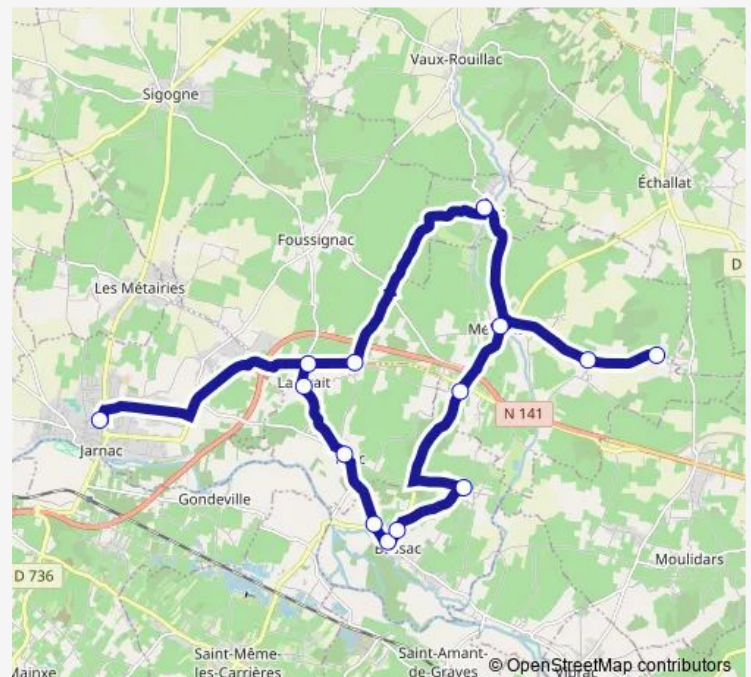 Vaux-Rouillac
Sigogne
Échallat
Foussignac
D
Les Métairies
N 141
Jarnac
Gondeville
Moulidars
D 736
Saint-Même-
les-Carrières
Saint-Amant-
de-Graves
© OpenStreetMap contributors